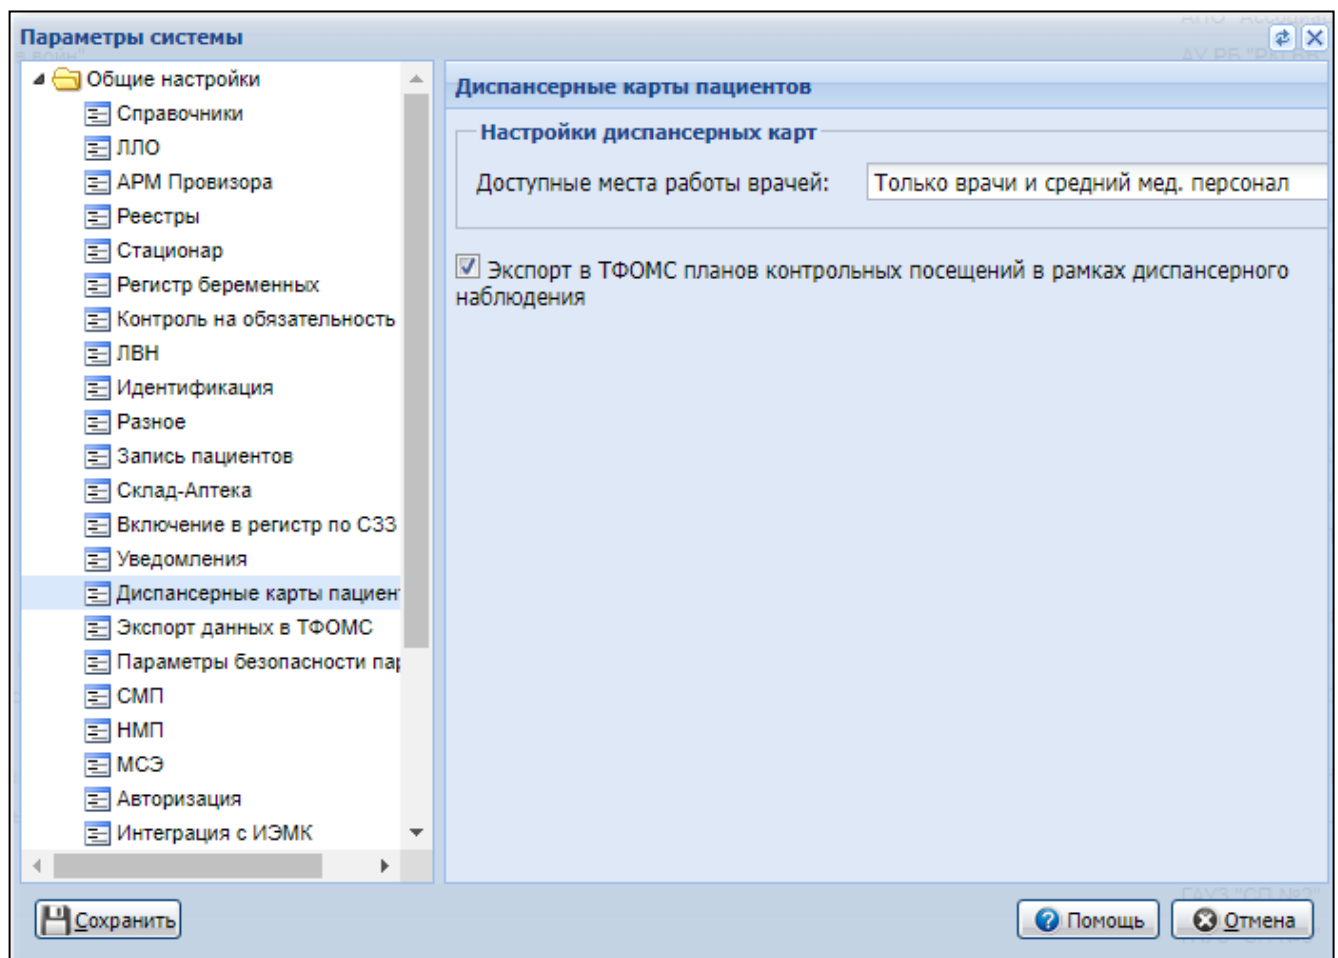 Параметры системы
Общие настройки
Справочники
ЛЛО
АРМ Провизора
Реестры
Стационар
Регистр беременных
Контроль на обязательность
ЛВН
Идентификация
Разное
Запись пациентов
Склад-Аптека
Включение в регистр по СЗЗ
Уведомления
Диспансерные карты пациен
Экспорт данных в ТФОМС
Параметры безопасности пар
СМП
НМП
МСЭ
Авторизация
Интеграция с ИЭМК
Диспансерные карты пациентов
Настройки диспансерных карт
Доступные места работы врачей: Только врачи и средний мед. персонал
Экспорт в ТФОМС планов контрольных посещений в рамках диспансерного
наблюдения
Сохранить
Помощь
Отмена